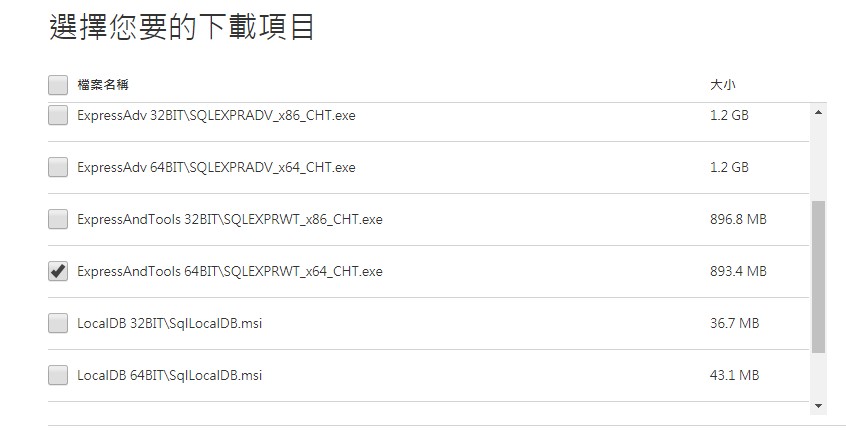 選擇您要的下載項目
檔案名稱 大小
ExpressAdv 32BIT\SQLEXPRADV_x86_CHT.exe 1.2 GB
ExpressAdv 64BIT\SQLEXPRADV_x64_CHT.exe 1.2 GB
ExpressAndTools 32BIT\SQLEXPRWT_x86_CHT.exe 896.8 MB
ExpressAndTools 64BIT\SQLEXPRWT_x64_CHT.exe 893.4 MB
LocalDB 32BIT\SqlLocalDB.msi 36.7 MB
LocalDB 64BIT\SqlLocalDB.msi 43.1 MB